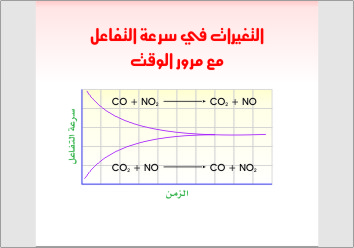 التغيرات في سرعة التفاعل
مع مرور الوقت
CO + NO₂ ⟶ CO₂ + NO
سرعة التفاعل
CO₂ + NO ⟶ CO + NO₂
الزمن